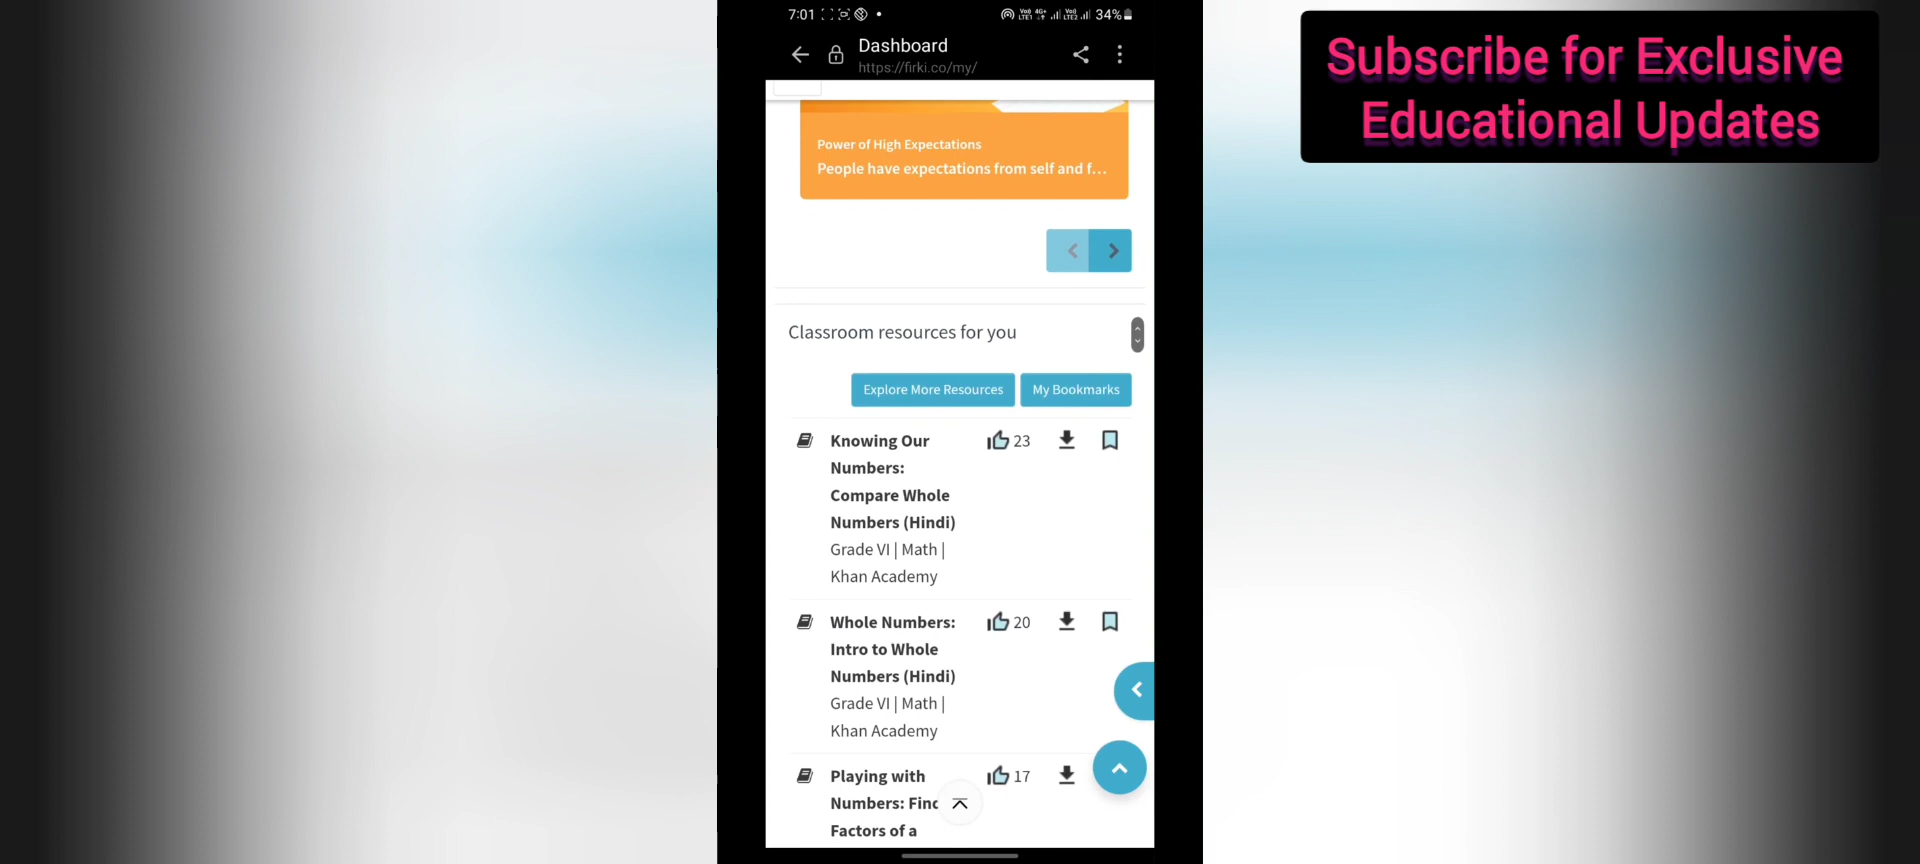 7:01
34%
Dashboard
https://firki.co/my/
Subscribe for Exclusive
Educational Updates
Power of High Expectations
People have expectations from self and f...
Classroom resources for you
Explore More Resources
My Bookmarks
Knowing Our
Numbers:
Compare Whole
Numbers (Hindi)
Grade VI | Math |
Khan Academy
23
Whole Numbers:
Intro to Whole
Numbers (Hindi)
Grade VI | Math |
Khan Academy
20
Playing with
Numbers: Find
Factors of a
17